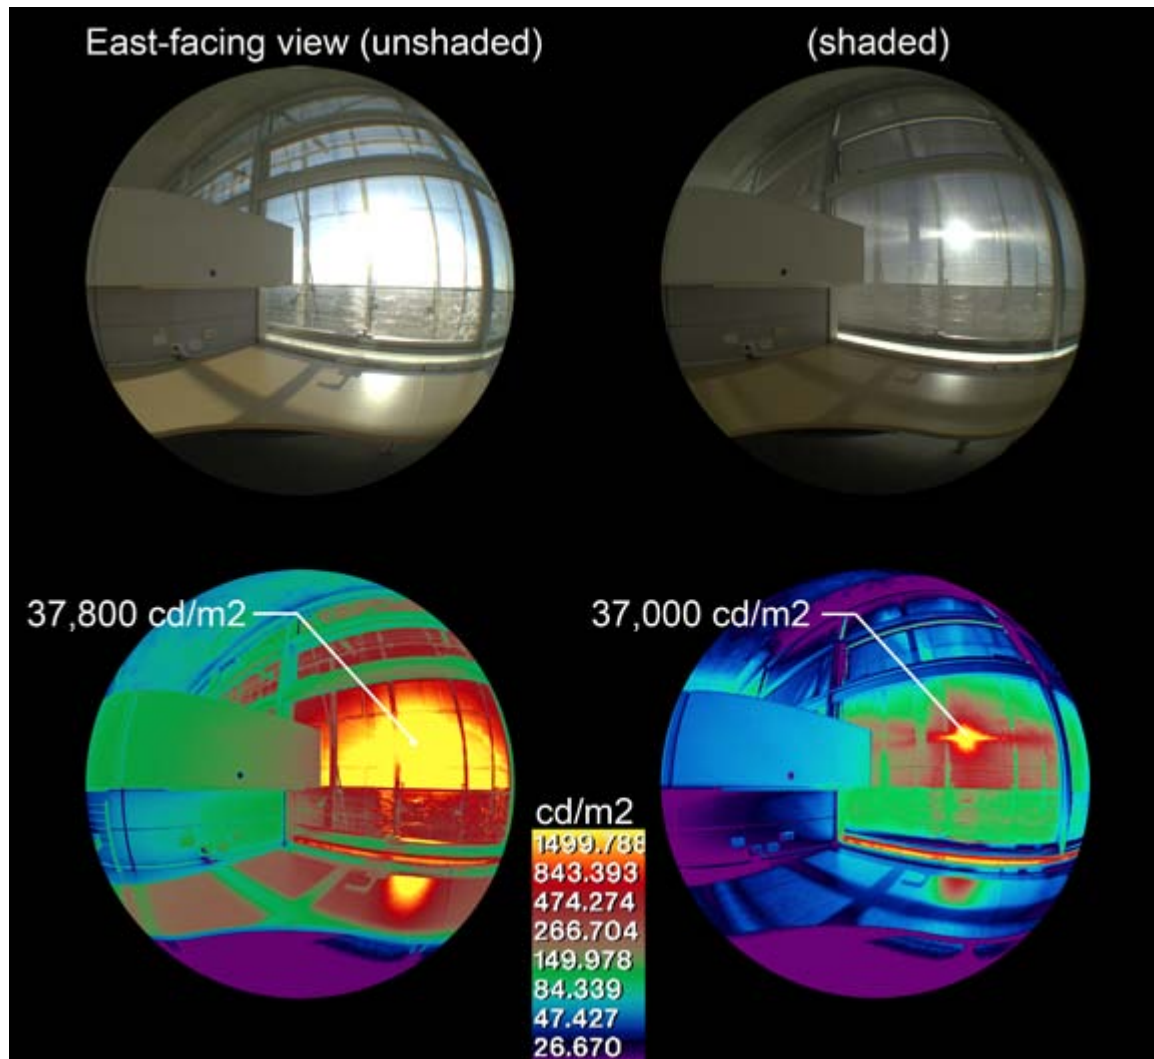 East-facing view (unshaded)
(shaded)
37,800 cd/m2
37,000 cd/m2
cd/m2
1499.788
843.393
474.274
266.704
149.978
84.339
47.427
26.670